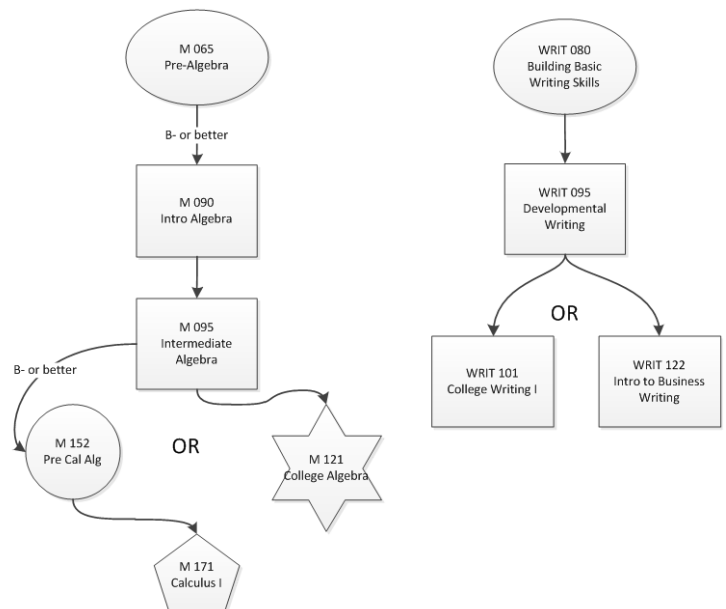 M 065
Pre-Algebra
B- or better
M 090
Intro Algebra
M 095
Intermediate
Algebra
B- or better
M 152
Pre Cal Alg
OR
M 121
College Algebra
M 171
Calculus I
WRIT 080
Building Basic
Writing Skills
WRIT 095
Developmental
Writing
OR
WRIT 101
College Writing I
WRIT 122
Intro to Business
Writing